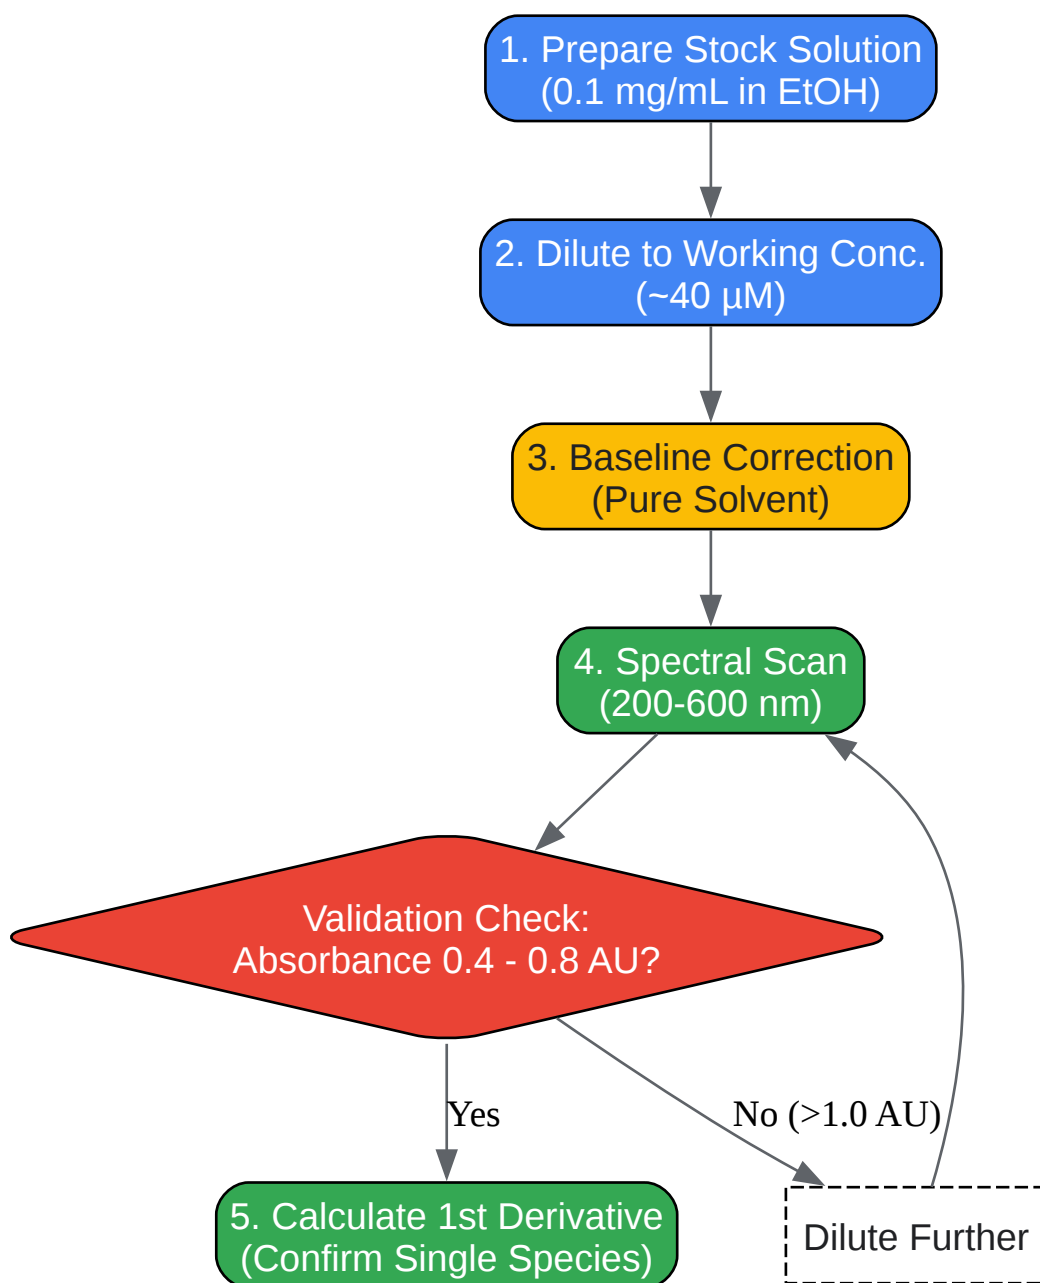 1. Prepare Stock Solution
(0.1 mg/mL in EtOH)
2. Dilute to Working Conc.
(~40 µM)
3. Baseline Correction
(Pure Solvent)
4. Spectral Scan
(200-600 nm)
Validation Check:
Absorbance 0.4 - 0.8 AU?
Yes
No (>1.0 AU)
5. Calculate 1st Derivative
(Confirm Single Species)
Dilute Further